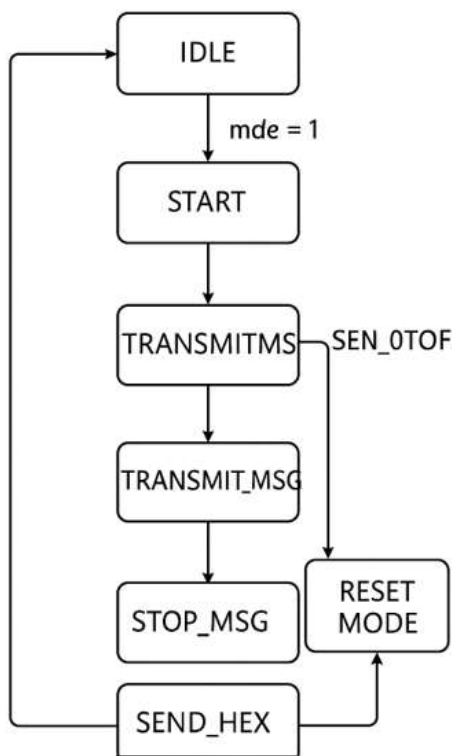 IDLE
mde = 1
START
TRANSMITMS
SEN_0TOF
TRANSMIT_MSG
STOP_MSG
RESET
MODE
SEND_HEX